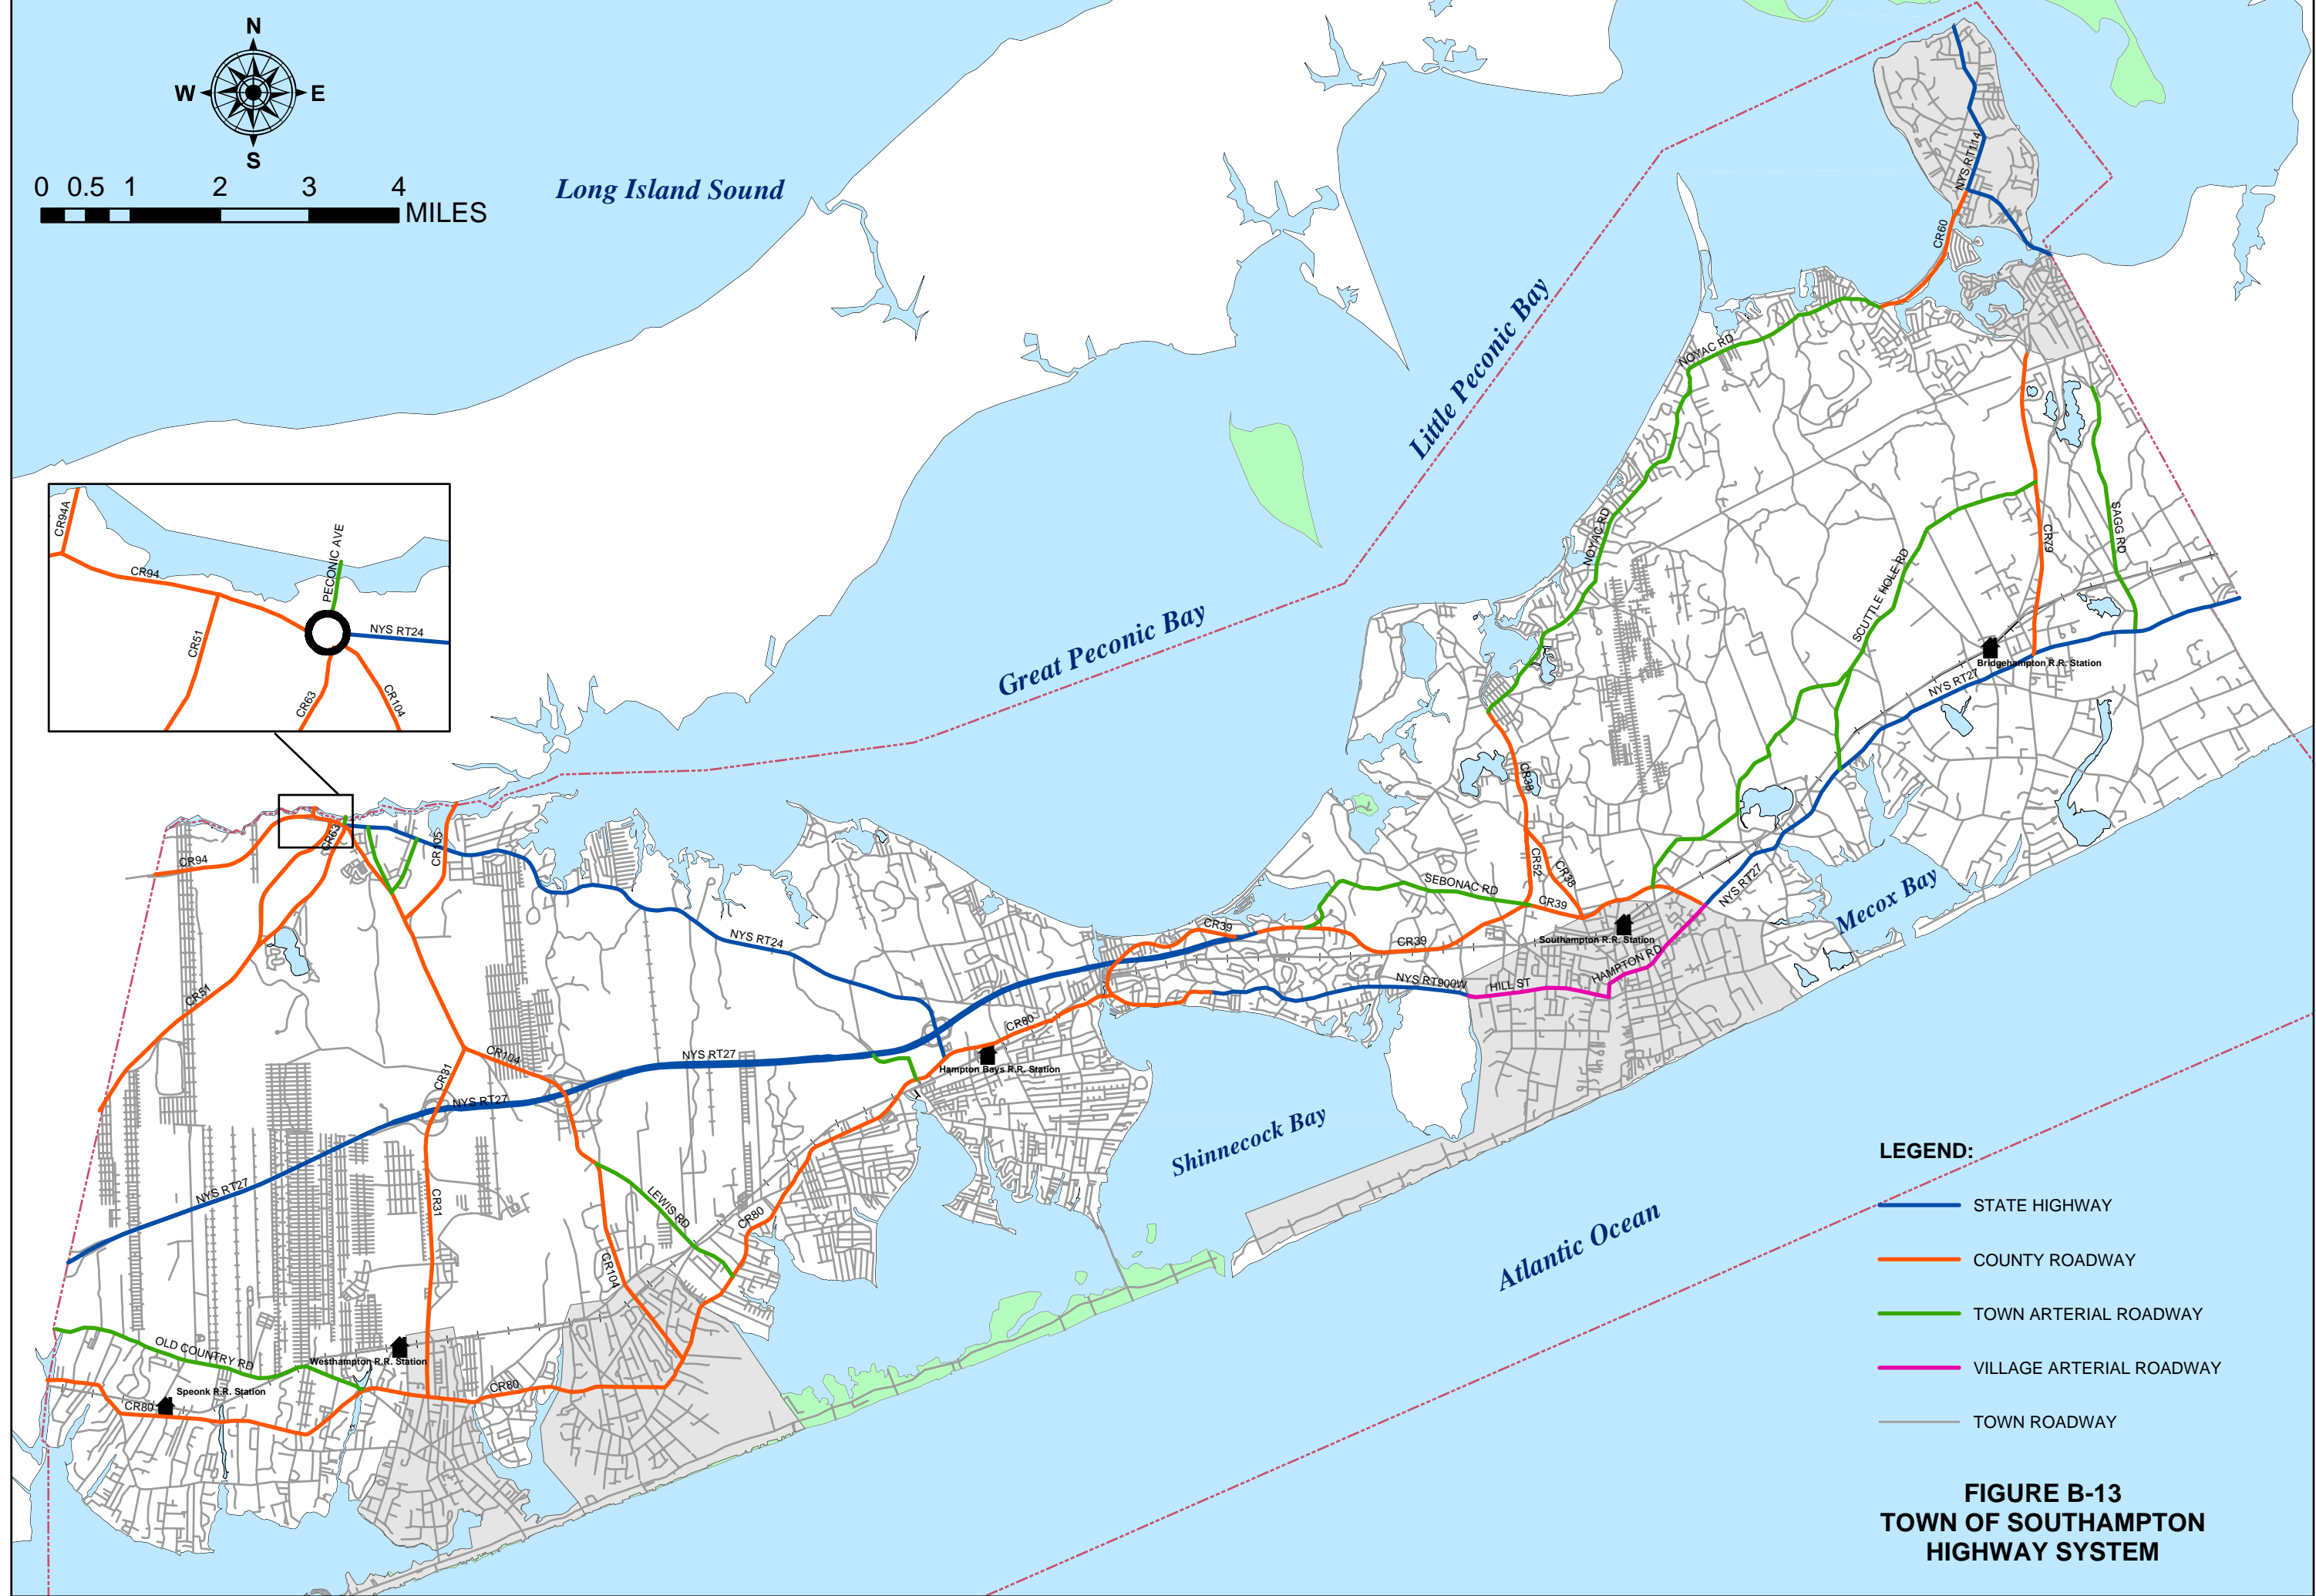 N
W E
S
0 0.5 1 2 3 4
MILES
Long Island Sound
Little Peconic Bay
Great Peconic Bay
Shinnecock Bay
Mecox Bay
Atlantic Ocean
CR94A
CR94
CR51
PECONIC AVE
NYS RT24
CR63
CR104
NYS RT114
CR60
NOYAC RD
NOYAC RD
CR79
SAGG RD
SCUTTLE HOLE RD
Bridgehampton R.R. Station
NYS RT27
CR38
CR52
CR38
SEBONAC RD
CR39
CR39
CR39
NYS RT27
Southampton R.R. Station
HAMPTON RD
HILL ST
NYS RT900W
CR94
CR63
CR105
CR51
NYS RT24
CR80
Hampton Bays R.R. Station
NYS RT27
CR104
CR31
NYS RT27
NYS RT27
CR31
LEWIS RD
CR80
CR104
OLD COUNTRY RD
Westhampton R.R. Station
Speonk R.R. Station
CR80
CR80
LEGEND:
STATE HIGHWAY
COUNTY ROADWAY
TOWN ARTERIAL ROADWAY
VILLAGE ARTERIAL ROADWAY
TOWN ROADWAY
FIGURE B-13
TOWN OF SOUTHAMPTON
HIGHWAY SYSTEM